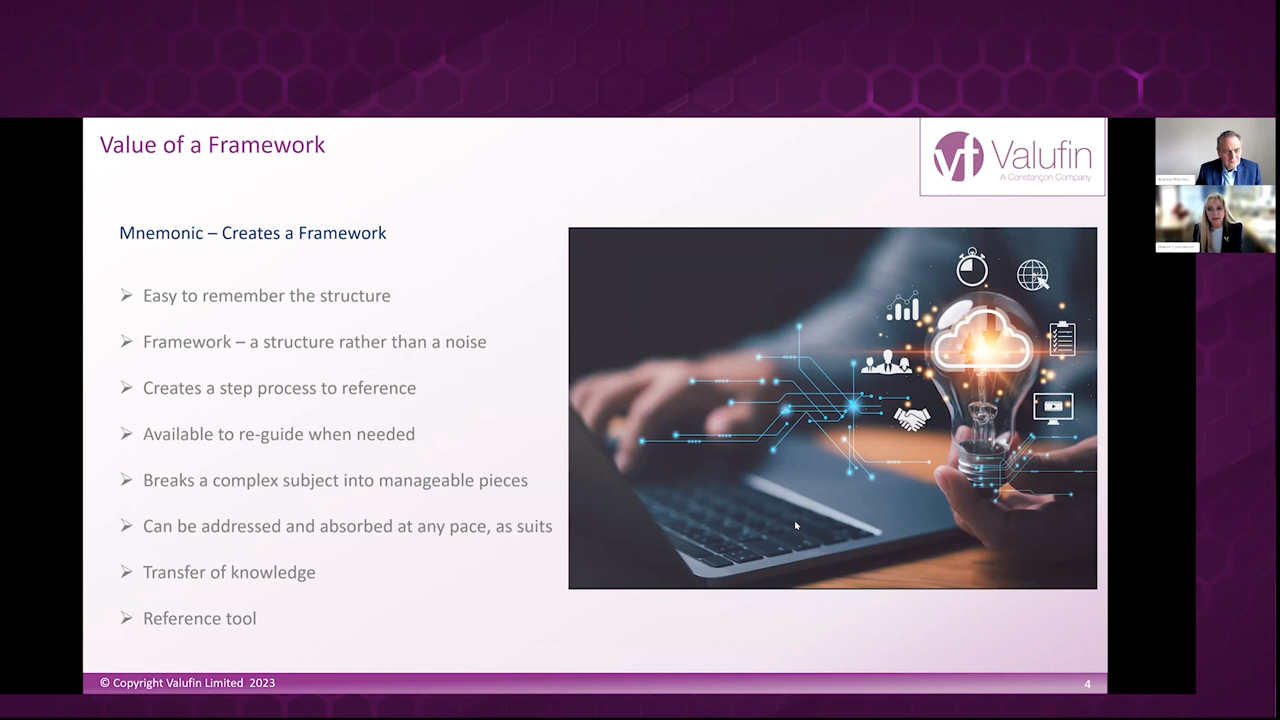 Value of a Framework
vf Valufin
A Constançon Company
Mnemonic – Creates a Framework
Easy to remember the structure
Framework – a structure rather than a noise
Creates a step process to reference
Available to re-guide when needed
Breaks a complex subject into manageable pieces
Can be addressed and absorbed at any pace, as suits
Transfer of knowledge
Reference tool
© Copyright Valufin Limited 2023
4